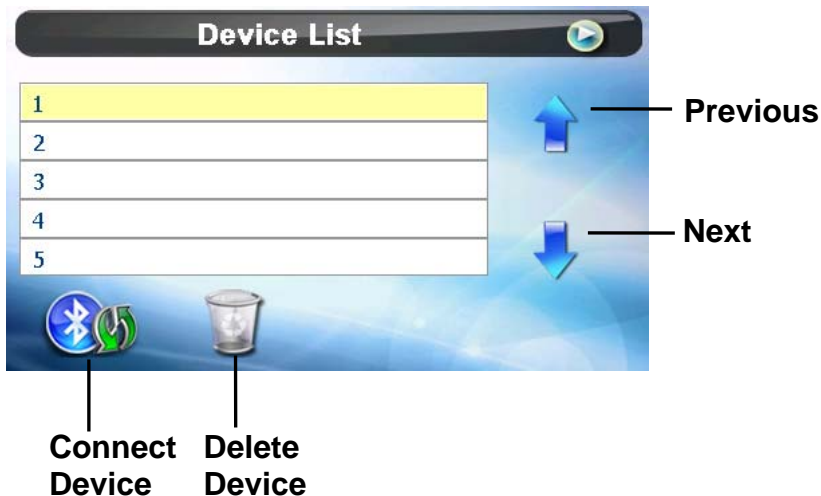 Device List
1
2
3
4
5
Previous
Next
Connect
Device
Delete
Device